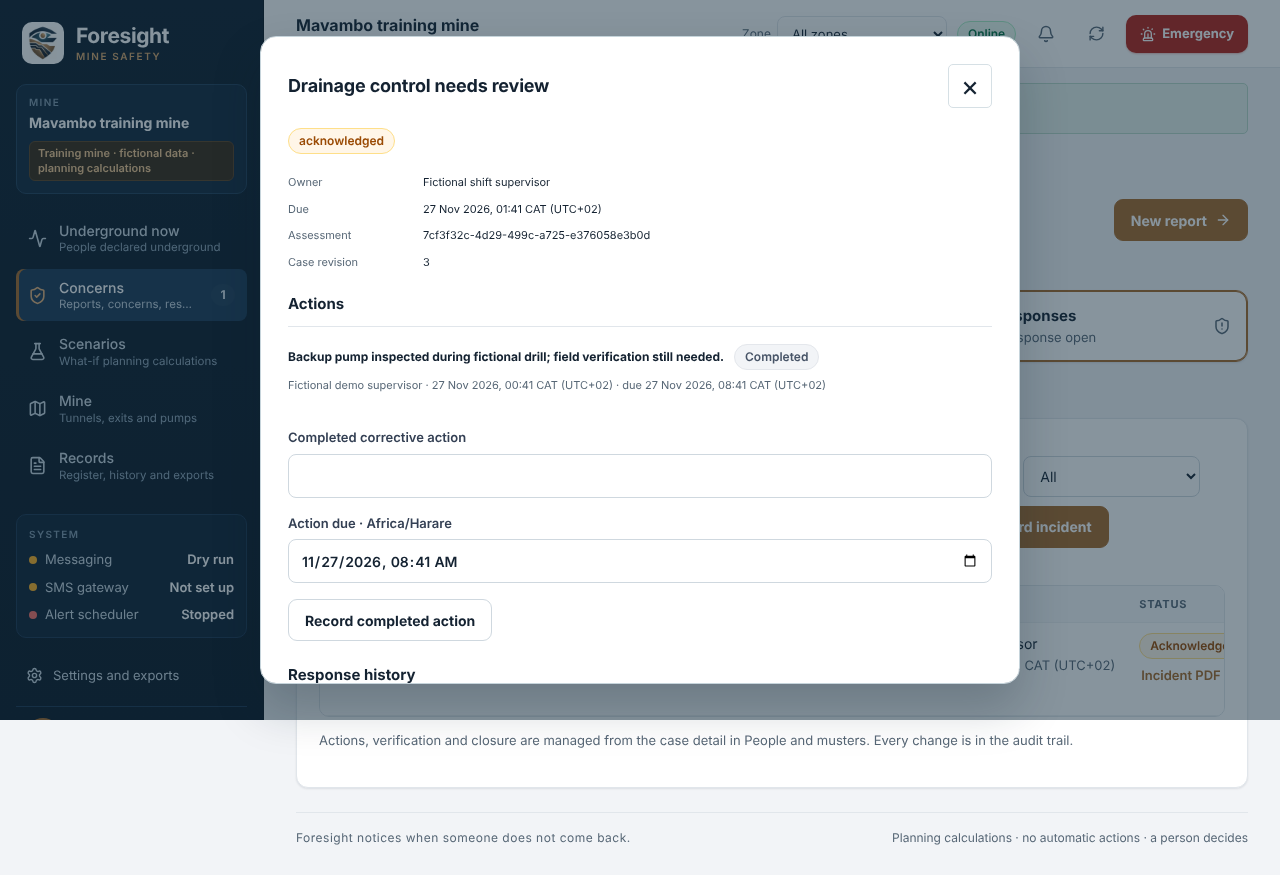 Foresight
MINE SAFETY
MINE
Mavambo training mine
Training mine · fictional data ·
planning calculations
Underground now
People declared underground
Concerns
Reports, concerns, res…
1
Scenarios
What-if planning calculations
Mine
Tunnels, exits and pumps
Records
Register, history and exports
SYSTEM
Messaging Dry run
SMS gateway Not set up
Alert scheduler Stopped
Settings and exports
Mavambo training mine
Zone All zones
Online
Emergency
New report
Drainage control needs review
acknowledged
Owner Fictional shift supervisor
Due 27 Nov 2026, 01:41 CAT (UTC+02)
Assessment 7cf3f32c-4d29-499c-a725-e376058e3b0d
Case revision 3
Actions
Backup pump inspected during fictional drill; field verification still needed. Completed
Fictional demo supervisor · 27 Nov 2026, 00:41 CAT (UTC+02) · due 27 Nov 2026, 08:41 CAT (UTC+02)
Completed corrective action
Action due · Africa/Harare
11/27/2026, 08:41 AM
Record completed action
Response history
sponses
sponse open
All
rd incident
STATUS
sor
CAT (UTC+02)
Acknowledge
Incident PDF
Actions, verification and closure are managed from the case detail in People and musters. Every change is in the audit trail.
Foresight notices when someone does not come back.
Planning calculations · no automatic actions · a person decides